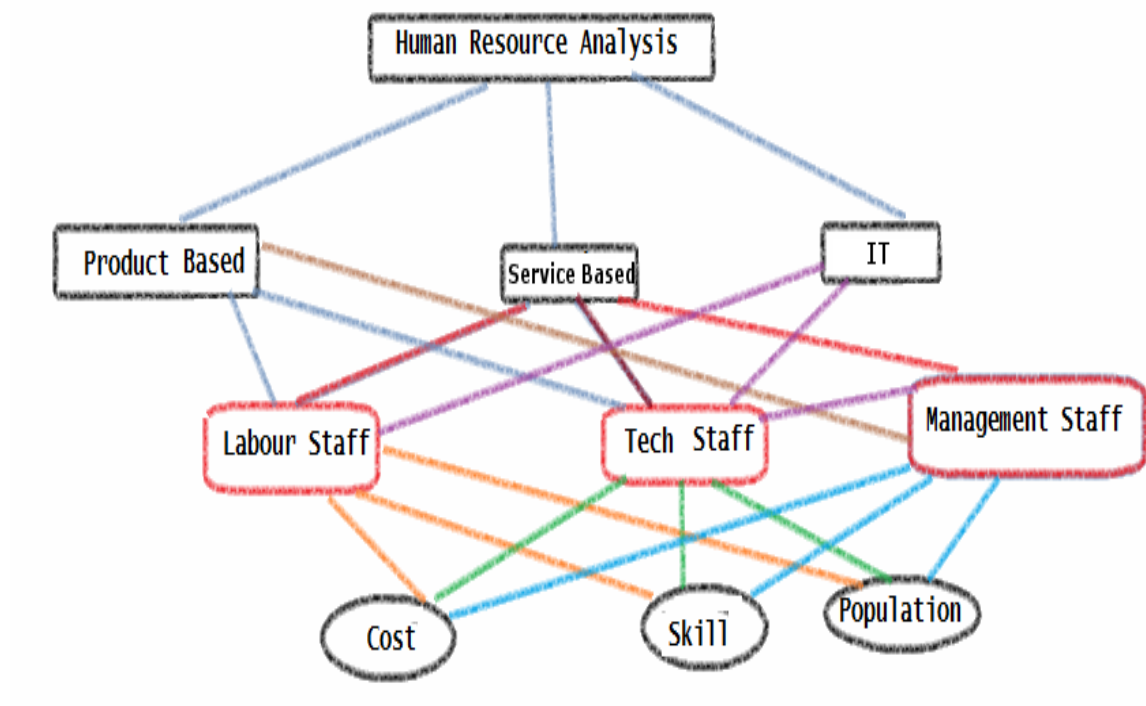 Human Resource Analysis
Product Based
Service Based
IT
Labour Staff
Tech Staff
Management Staff
Cost
Skill
Population